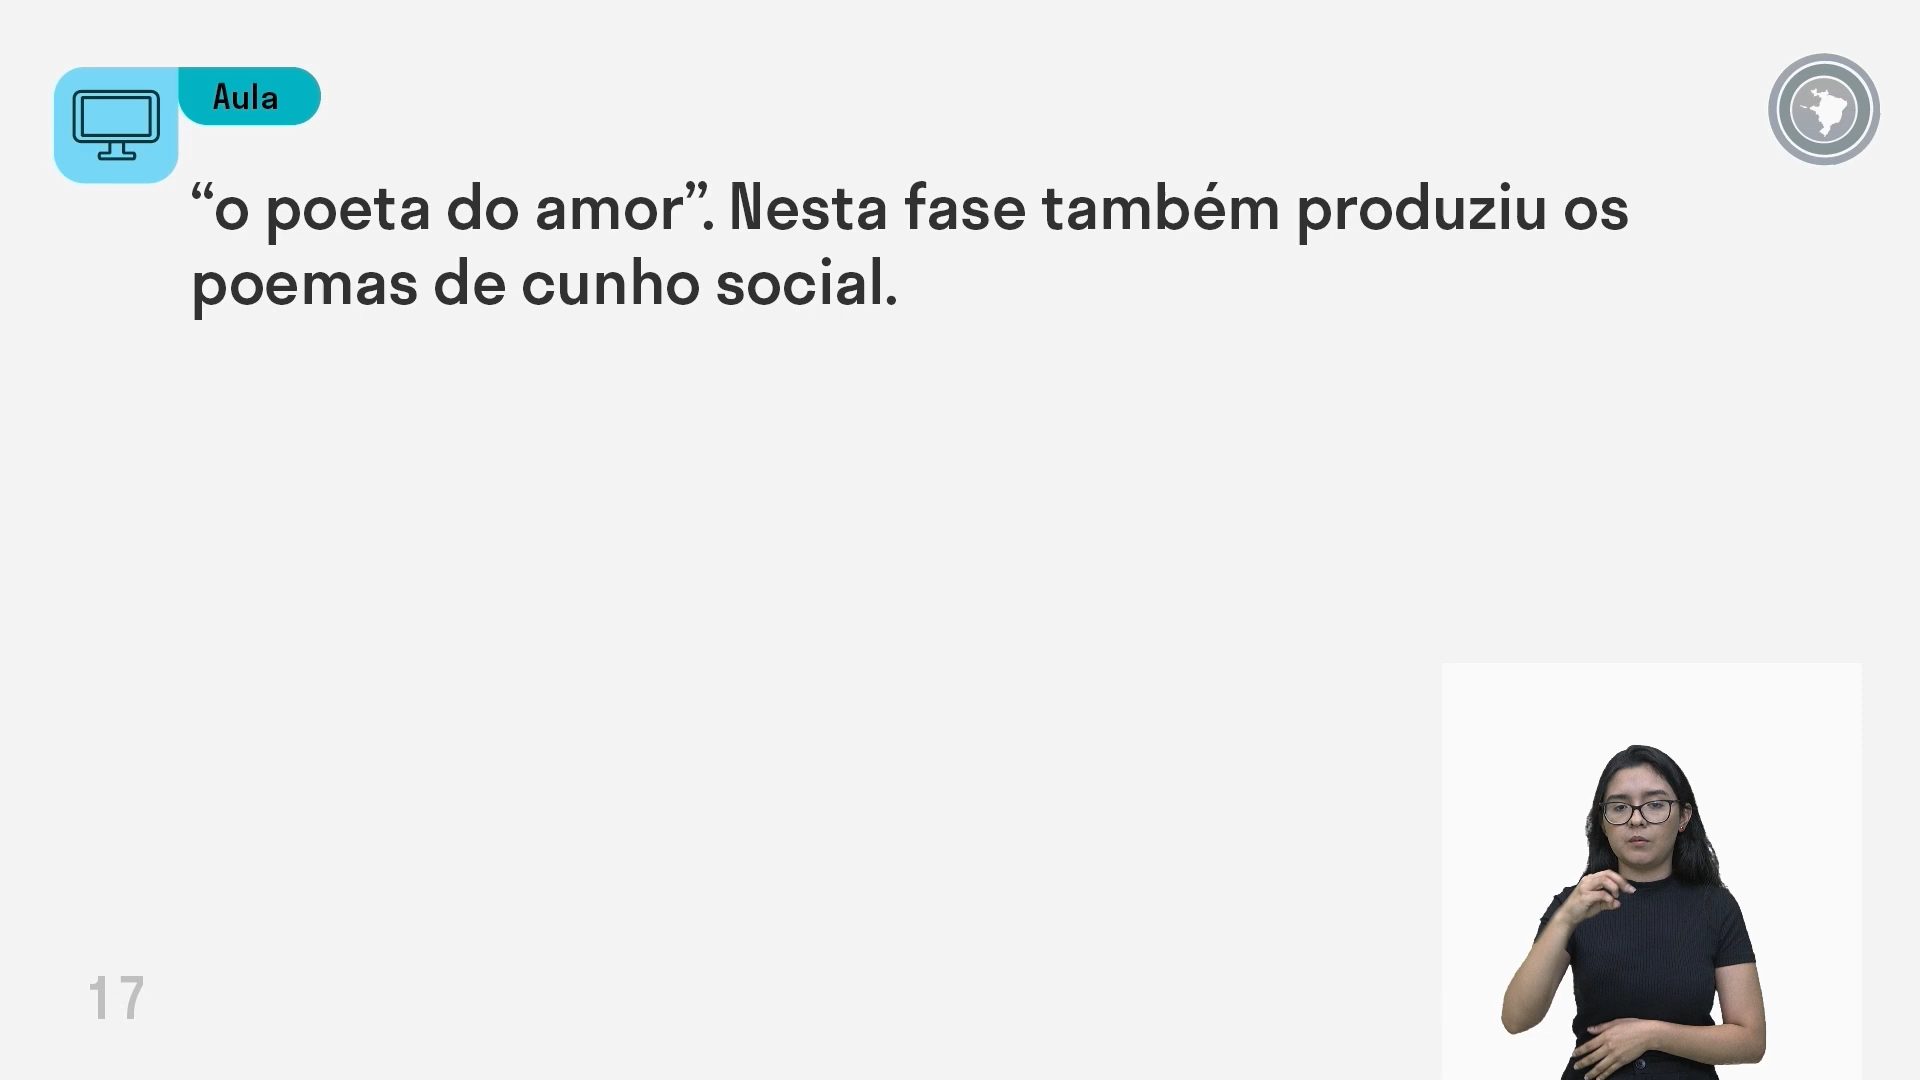 Aula
“o poeta do amor”. Nesta fase também produziu os
poemas de cunho social.
17